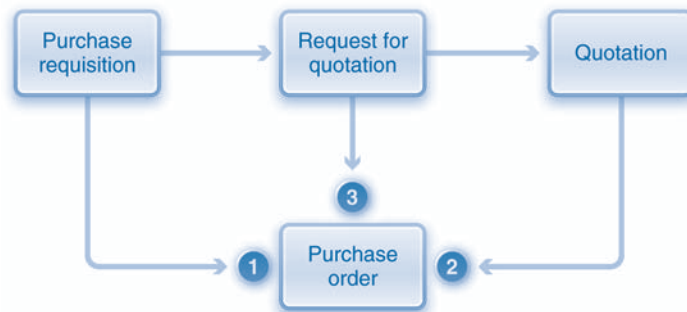 Purchase
requisition
Request for
quotation
Quotation
3
1
Purchase
order
2